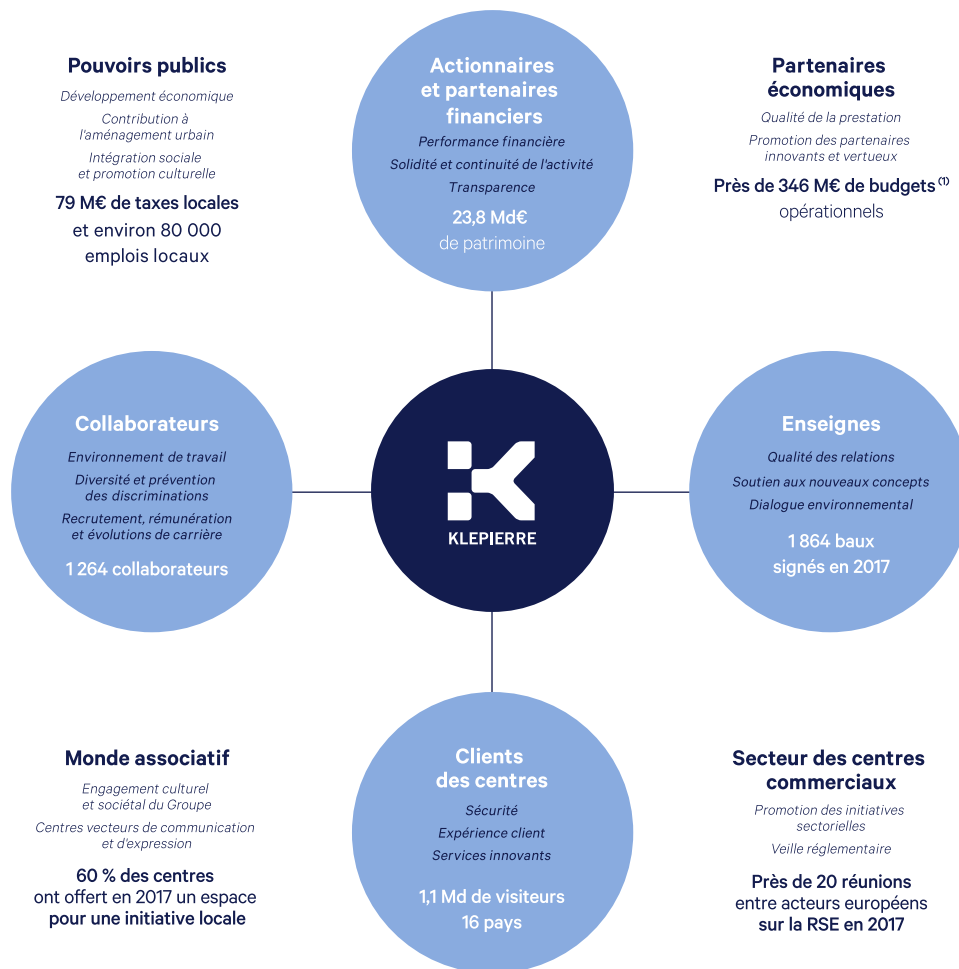 Pouvoirs publics
Développement économique
Contribution à
l'aménagement urbain
Intégration sociale
et promotion culturelle
79 M€ de taxes locales
et environ 80 000
emplois locaux
Actionnaires
et partenaires
financiers
Performance financière
Solidité et continuité de l'activité
Transparence
23,8 Md€
de patrimoine
Partenaires
économiques
Qualité de la prestation
Promotion des partenaires
innovants et vertueux
Près de 346 M€ de budgets (1)
opérationnels
Collaborateurs
Environnement de travail
Diversité et prévention
des discriminations
Recrutement, rémunération
et évolutions de carrière
1 264 collaborateurs
KLEPIERRE
Enseignes
Qualité des relations
Soutien aux nouveaux concepts
Dialogue environnemental
1 864 baux
signés en 2017
Monde associatif
Engagement culturel
et sociétal du Groupe
Centres vecteurs de communication
et d'expression
60 % des centres
ont offert en 2017 un espace
pour une initiative locale
Clients
des centres
Sécurité
Expérience client
Services innovants
1,1 Md de visiteurs
16 pays
Secteur des centres
commerciaux
Promotion des initiatives
sectorielles
Veille réglementaire
Près de 20 réunions
entre acteurs européens
sur la RSE en 2017